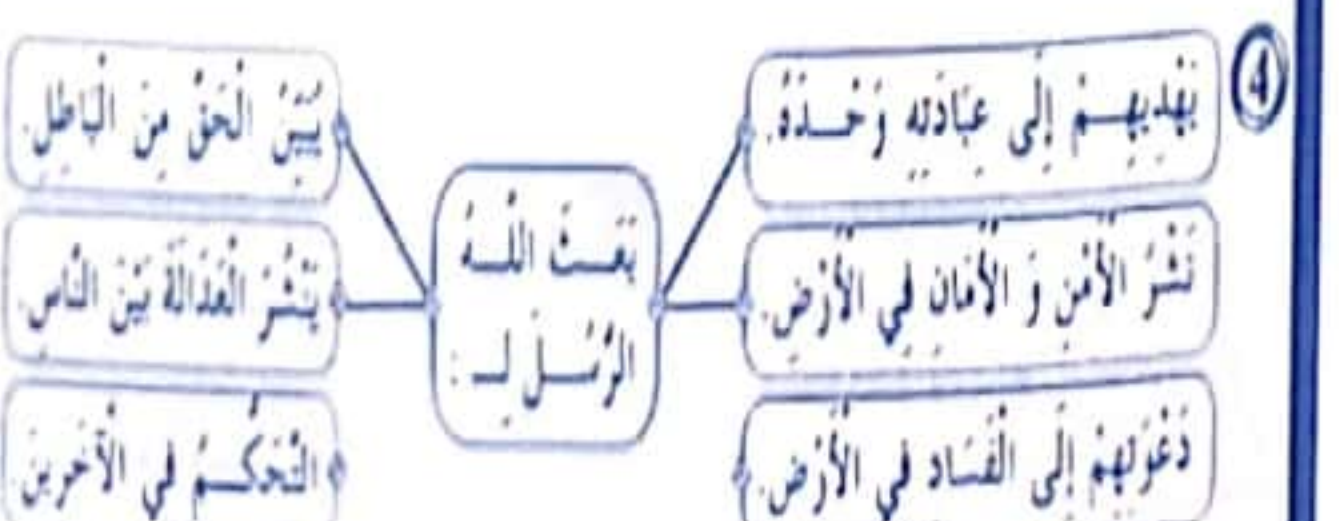 4
يَهْدِيهِمْ إِلَى عِبَادَتِهِ وَحْدَهُ.
نَشْرُ الْأَمْنِ وَ الْأَمَانِ فِي الْأَرْضِ.
دَعْوَتِهِمْ إِلَى الْفَسَادِ فِي الْأَرْضِ.
بَعَثَ اللَّهُ
الرُّسُلَ لِـ :
يُبَيِّنُ الْحَقَّ مِنَ الْبَاطِلِ.
يَنْشُرُ الْعَدَالَةَ بَيْنَ النَّاسِ.
التَّحَكُّمُ فِي الْآخَرِينَ